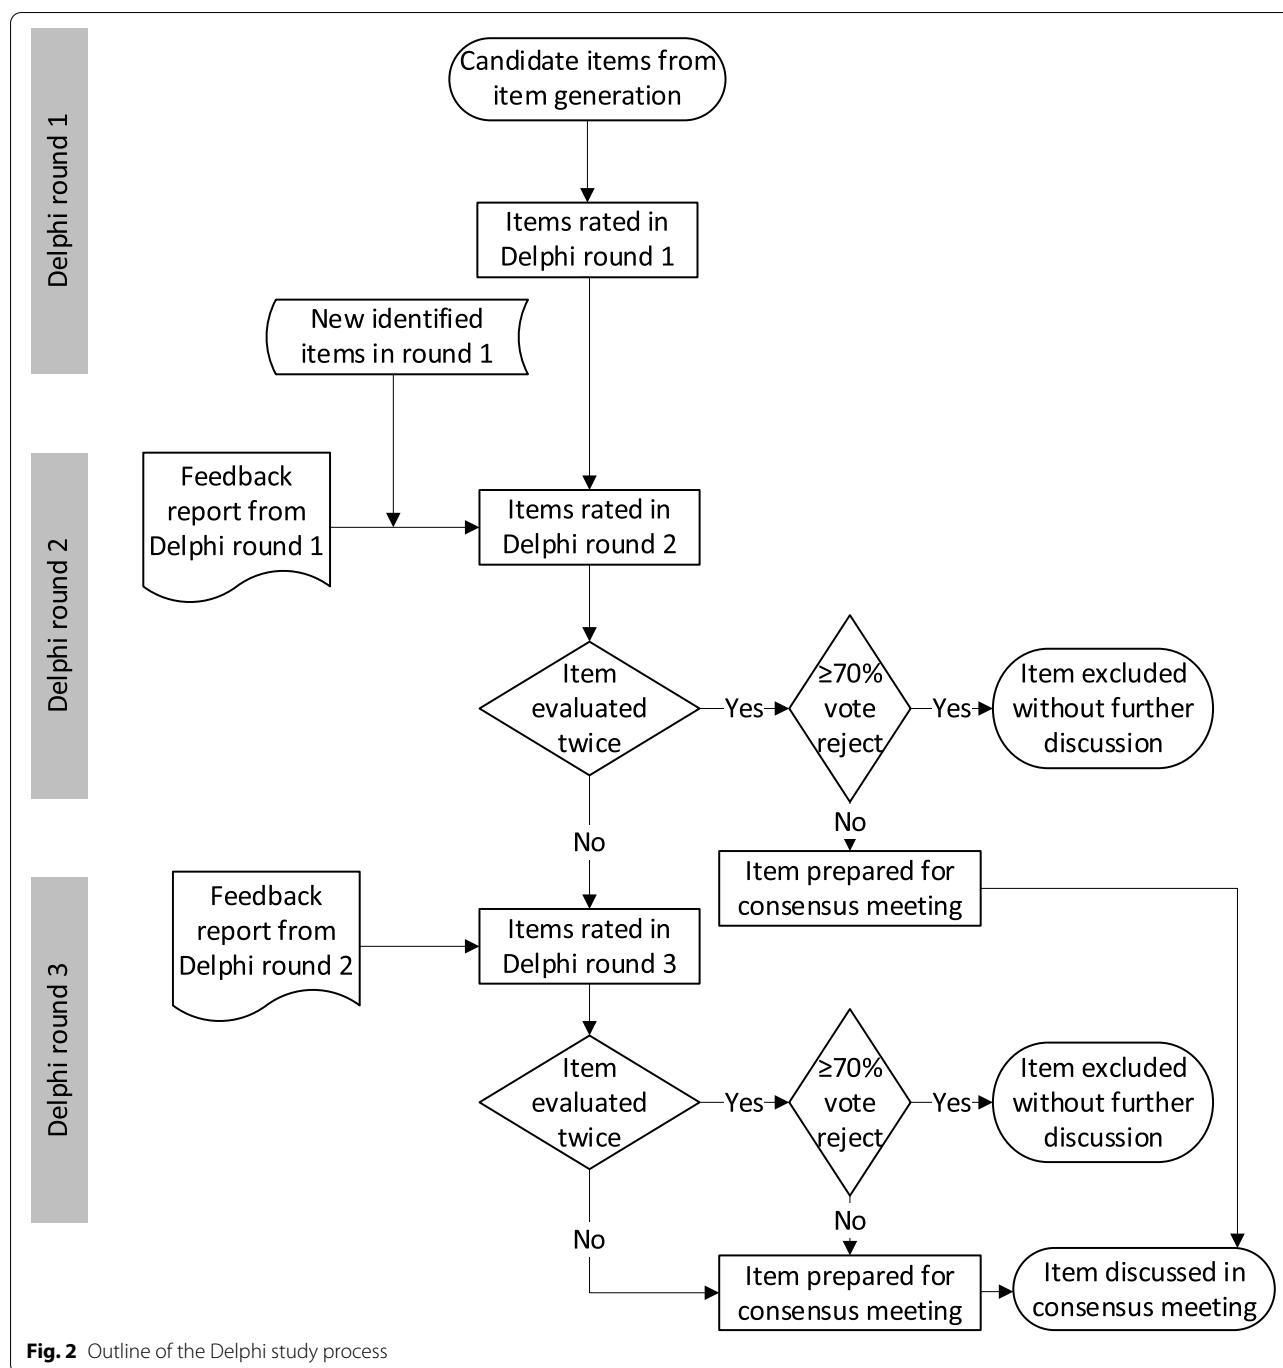 Delphi round 1
Candidate items from
item generation
Items rated in
Delphi round 1
New identified
items in round 1
Delphi round 2
Feedback
report from
Delphi round 1
Items rated in
Delphi round 2
Item
evaluated
twice
Yes
≥70%
vote
reject
Yes
Item excluded
without further
discussion
No
No
Item prepared for
consensus meeting
Delphi round 3
Feedback
report from
Delphi round 2
Items rated in
Delphi round 3
Item
evaluated
twice
Yes
≥70%
vote
reject
Yes
Item excluded
without further
discussion
No
No
Item prepared for
consensus meeting
Item discussed in
consensus meeting
Fig. 2 Outline of the Delphi study process